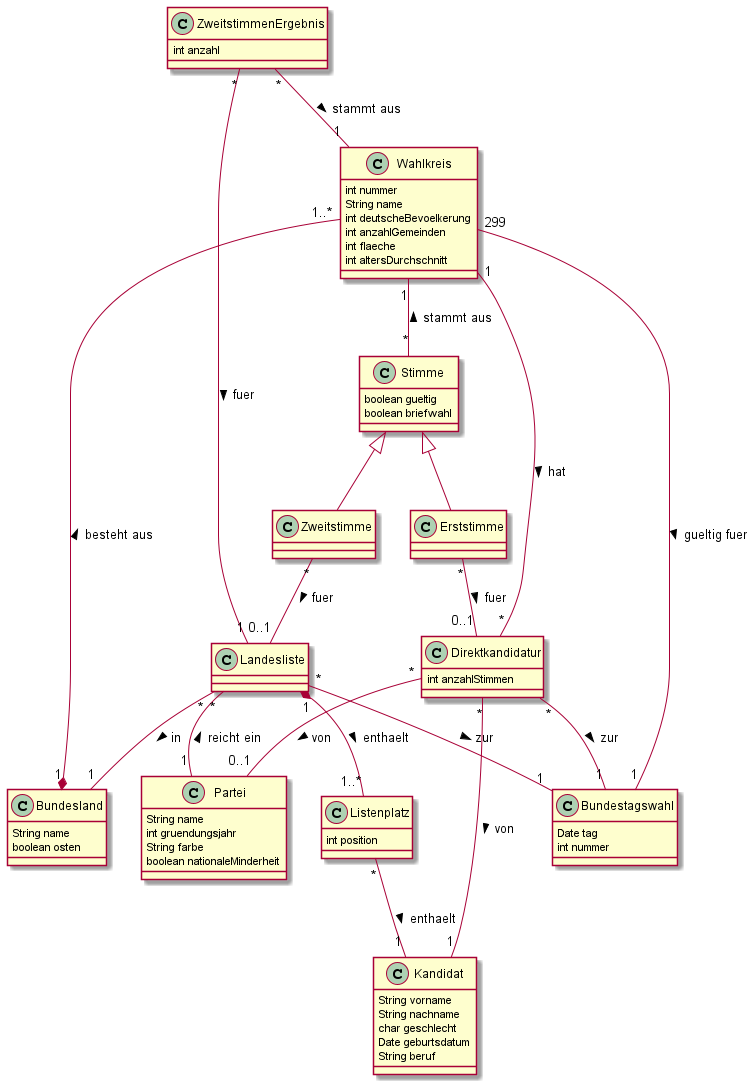 C ZweitstimmenErgebnis
int anzahl
* *
stammt aus
1
C Wahlkreis
int nummer
String name
int deutscheBevoelkerung
int anzahlGemeinden
int flaeche
int altersDurchschnitt
1..*
299
1
1
stammt aus
*
C Stimme
boolean gueltig
boolean briefwahl
fuer
hat
besteht aus
gueltig fuer
C Zweitstimme
C Erststimme
*
*
fuer
fuer
1
0..1
0..1
*
C Landesliste
C Direktkandidatur
int anzahlStimmen
*
*
* *
1
*
*
in
reicht ein
enthaelt
von
zur
zur
1
1
1
0..1
1..*
1
1
1
C Bundesland
String name
boolean osten
C Partei
String name
int gruendungsjahr
String farbe
boolean nationaleMinderheit
C Listenplatz
int position
C Bundestagswahl
Date tag
int nummer
von
*
enthaelt
1
1
C Kandidat
String vorname
String nachname
char geschlecht
Date geburtsdatum
String beruf